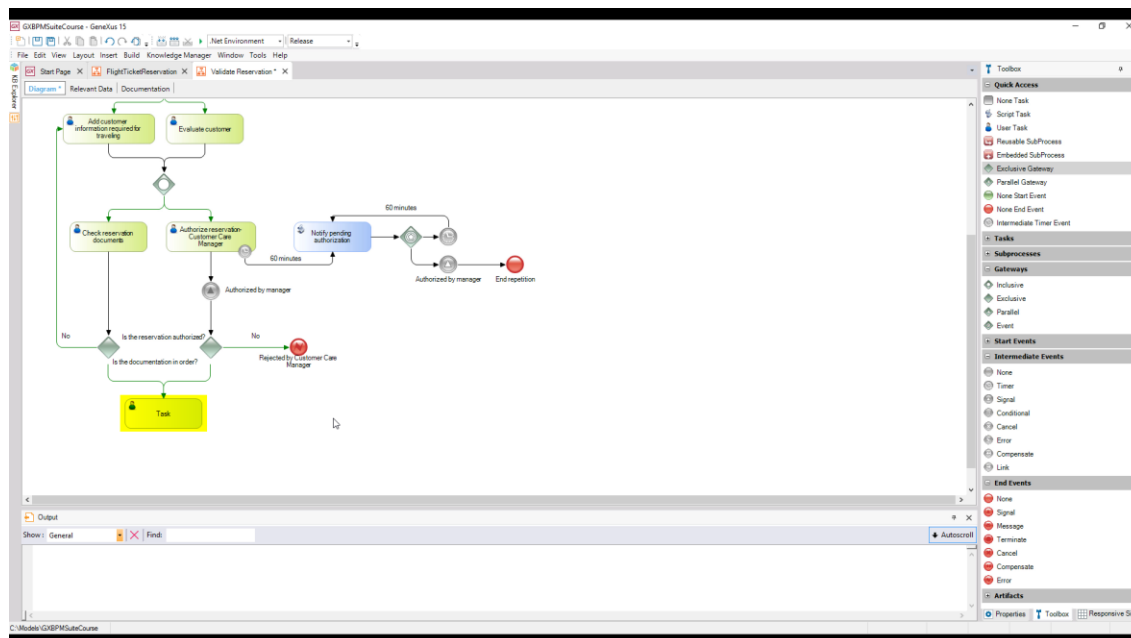 GXBPMSuiteCourse - GeneXus 15
.Net Environment
Release
File Edit View Layout Insert Build Knowledge Manager Window Tools Help
Start Page
FlightTicketReservation
Validate Reservation *
KB Explorer
Diagram *
Relevant Data
Documentation
Add customer
information required for
traveling
Evaluate customer
Check reservation
documents
Authorize reservation-
Customer Care
Manager
60 minutes
60 minutes
Notify pending
authorization
Authorized by manager
End repetition
Authorized by manager
No
Is the reservation authorized?
No
Is the documentation in order?
Rejected by Customer Care
Manager
Task
Output
Show: General
Find:
Autoscroll
Toolbox
Quick Access
None Task
Script Task
User Task
Reusable SubProcess
Embedded SubProcess
Exclusive Gateway
Parallel Gateway
None Start Event
None End Event
Intermediate Timer Event
Tasks
Subprocesses
Gateways
Inclusive
Exclusive
Parallel
Event
Start Events
Intermediate Events
None
Timer
Signal
Conditional
Cancel
Error
Compensate
Link
End Events
None
Signal
Message
Terminate
Cancel
Compensate
Error
Artifacts
Properties
Toolbox
Responsive Si
C:\Models\GXBPMSuiteCourse